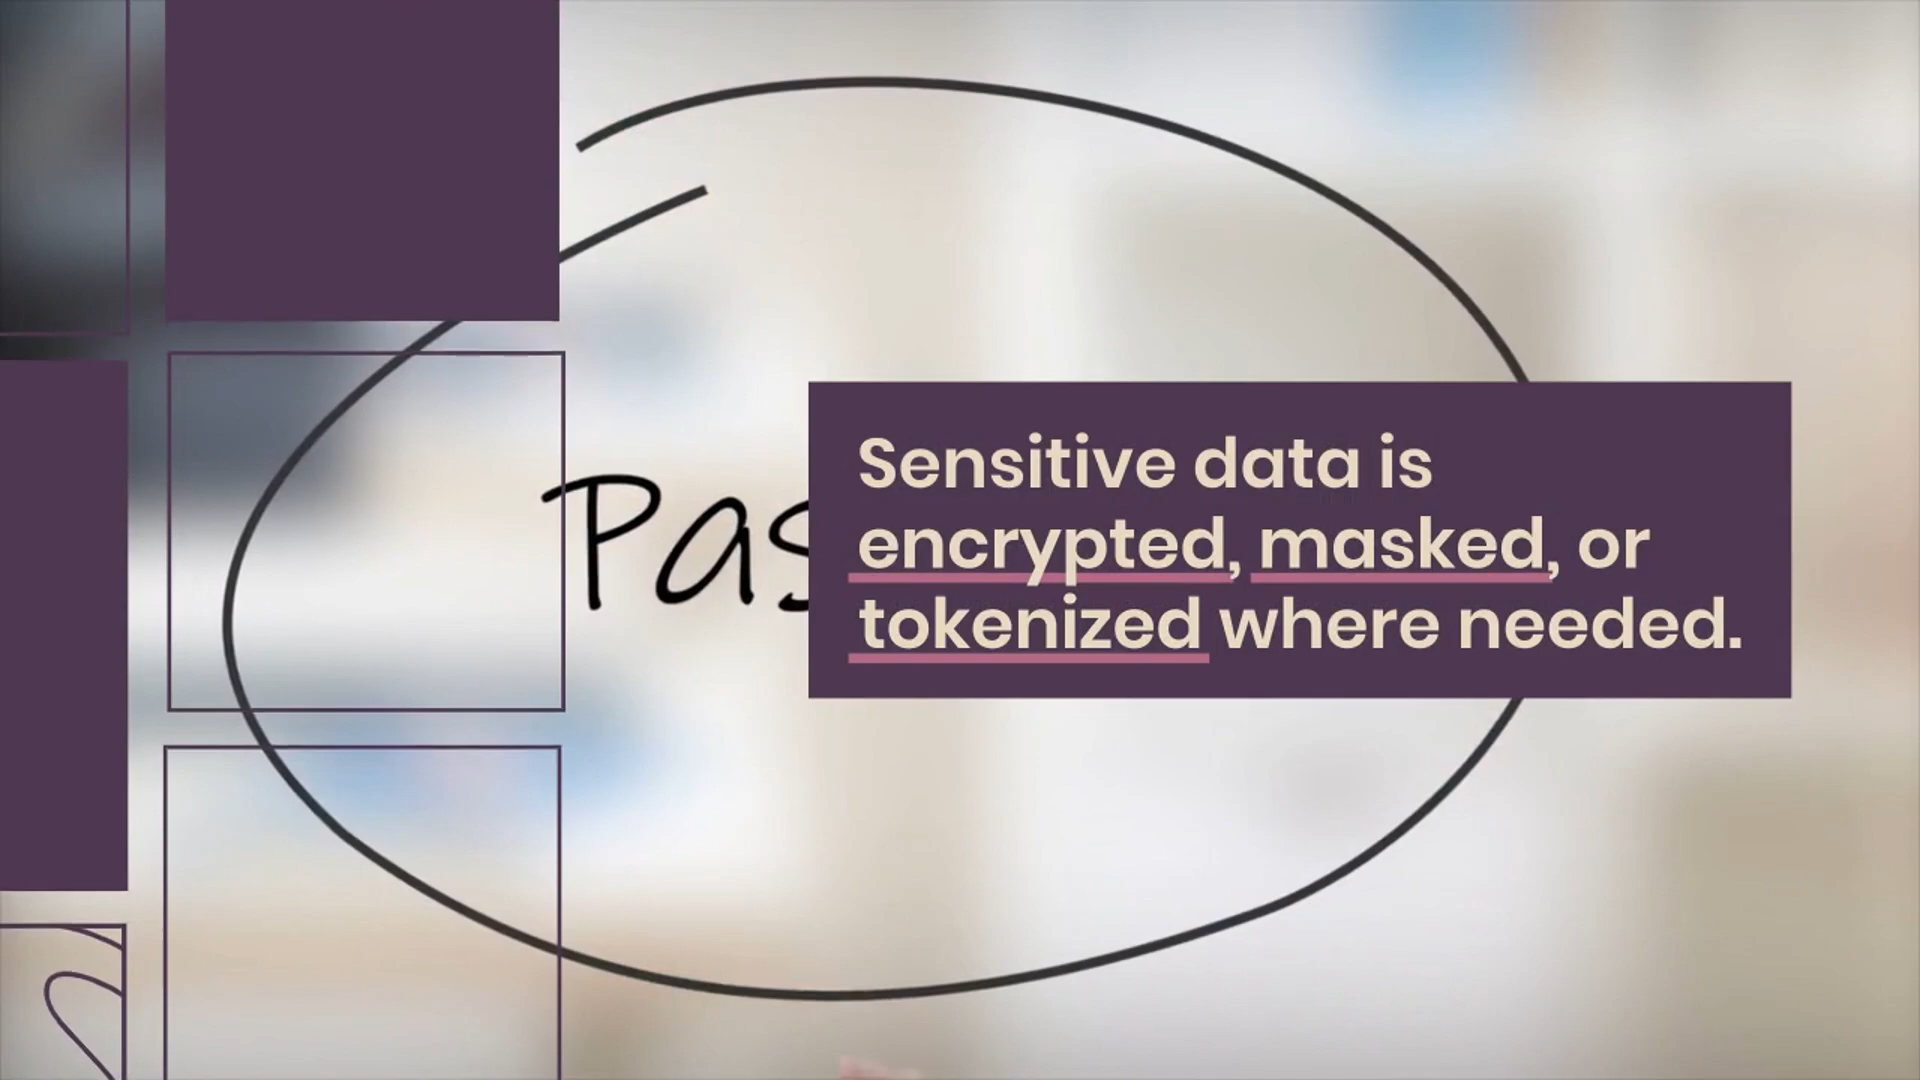 Pas
Sensitive data is
encrypted, masked, or
tokenized where needed.